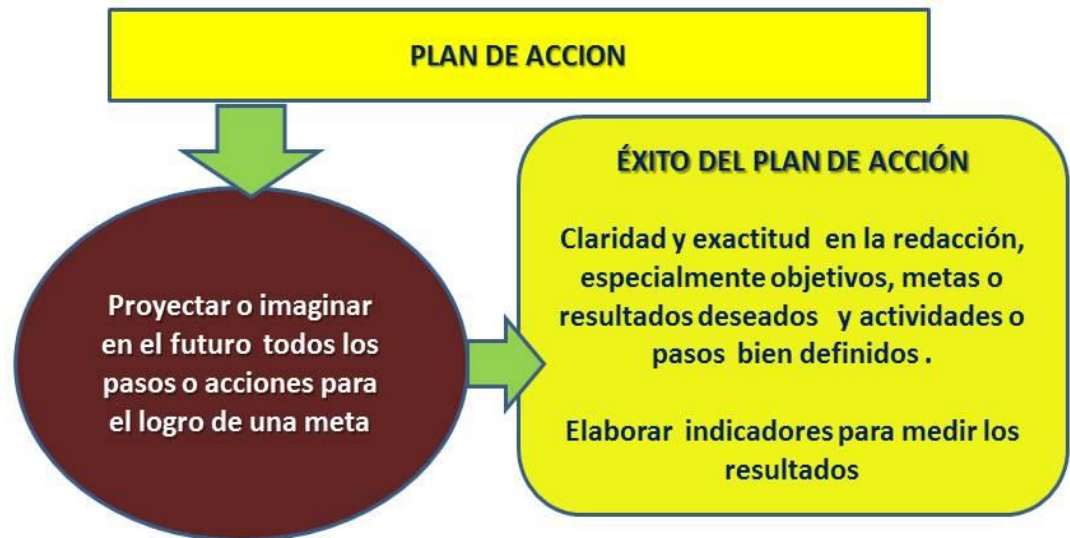 PLAN DE ACCION
Proyectar o imaginar
en el futuro todos los
pasos o acciones para
el logro de una meta
ÉXITO DEL PLAN DE ACCIÓN
Claridad y exactitud en la redacción,
especialmente objetivos, metas o
resultados deseados y actividades o
pasos bien definidos .
Elaborar indicadores para medir los
resultados